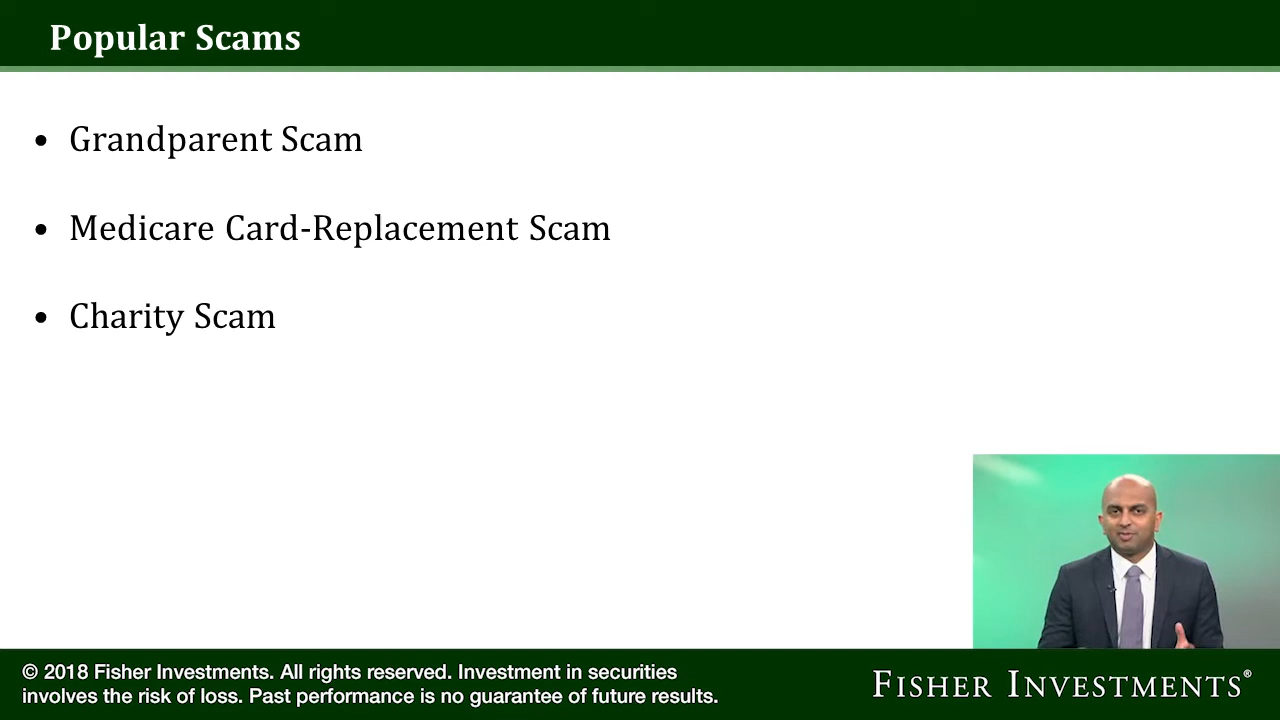 Popular Scams
• Grandparent Scam
• Medicare Card-Replacement Scam
• Charity Scam
© 2018 Fisher Investments. All rights reserved. Investment in securities
involves the risk of loss. Past performance is no guarantee of future results.
FISHER INVESTMENTS®